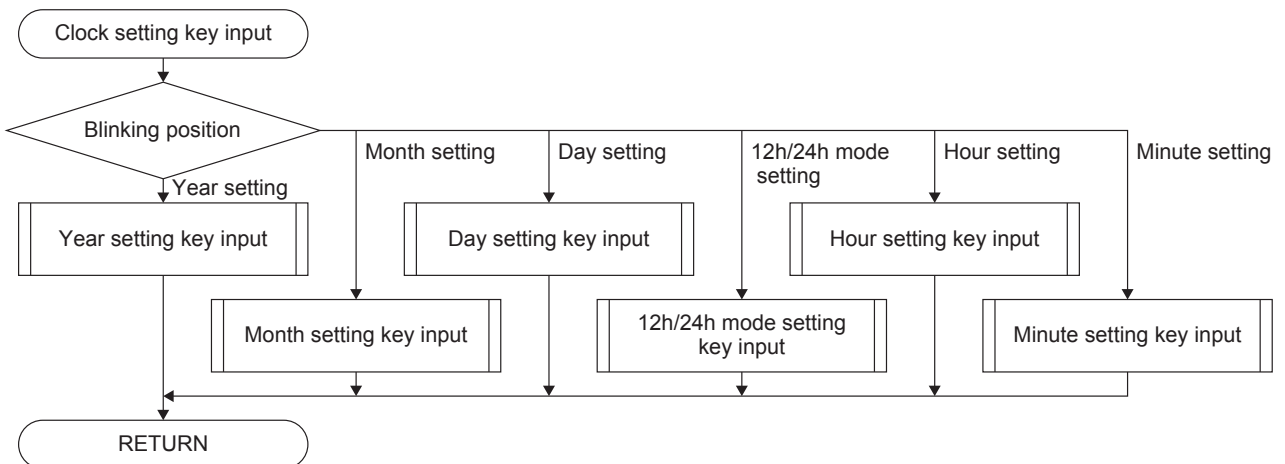 Clock setting key input
Blinking position
Month setting
Day setting
12h/24h mode
setting
Hour setting
Minute setting
Year setting
Year setting key input
Day setting key input
Hour setting key input
Month setting key input
12h/24h mode setting
key input
Minute setting key input
RETURN